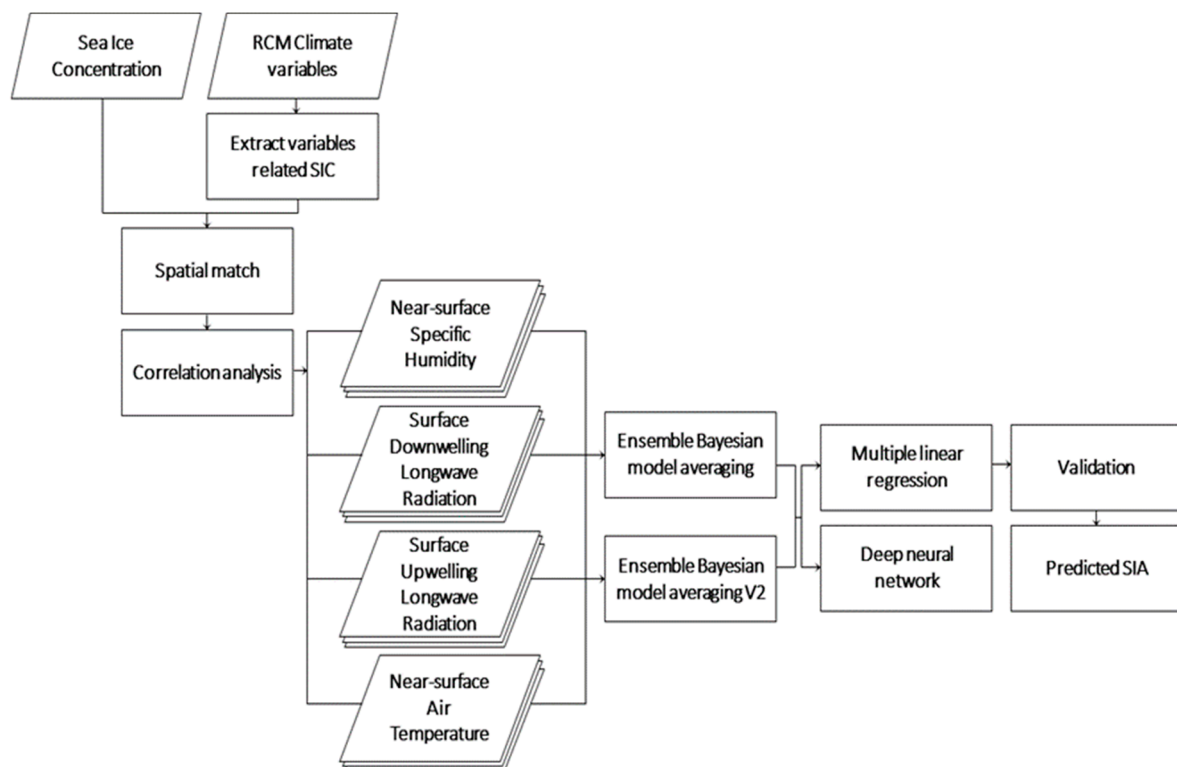 Sea Ice
Concentration
RCM Climate
variables
Extract variables
related SIC
Spatial match
Correlation analysis
Near-surface
Specific
Humidity
Surface
Downwelling
Longwave
Radiation
Surface
Upwelling
Longwave
Radiation
Near-surface
Air
Temperature
Ensemble Bayesian
model averaging
Ensemble Bayesian
model averaging V2
Multiple linear
regression
Deep neural
network
Validation
Predicted SIA